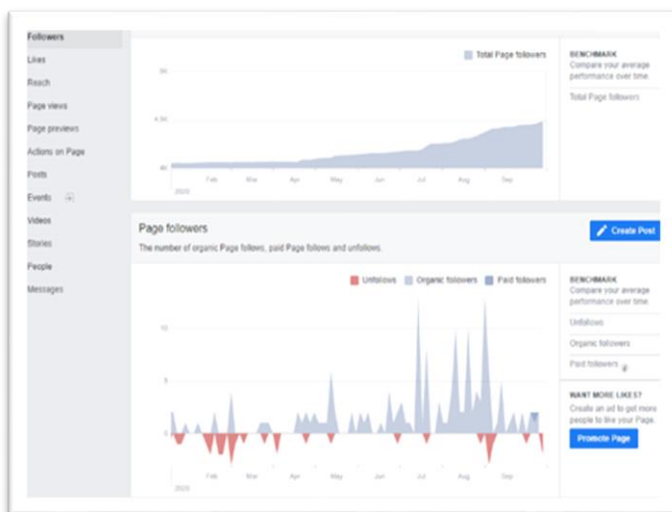 Followers
Likes
Reach
Page views
Page previews
Actions on Page
Posts
Events
Videos
Stories
People
Messages
Total Page followers
5K
4.5K
4K
Feb Mar Apr May Jun Jul Aug Sep
2020
BENCHMARK
Compare your average
performance over time.
Total Page followers
Page followers
The number of organic Page follows, paid Page follows and unfollows.
Create Post
Unfollows Organic followers Paid followers
10
5
0
Feb Mar Apr May Jun Jul Aug Sep
2020
BENCHMARK
Compare your average
performance over time.
Unfollows
Organic followers
Paid followers
WANT MORE LIKES?
Create an ad to get more
people to like your Page.
Promote Page